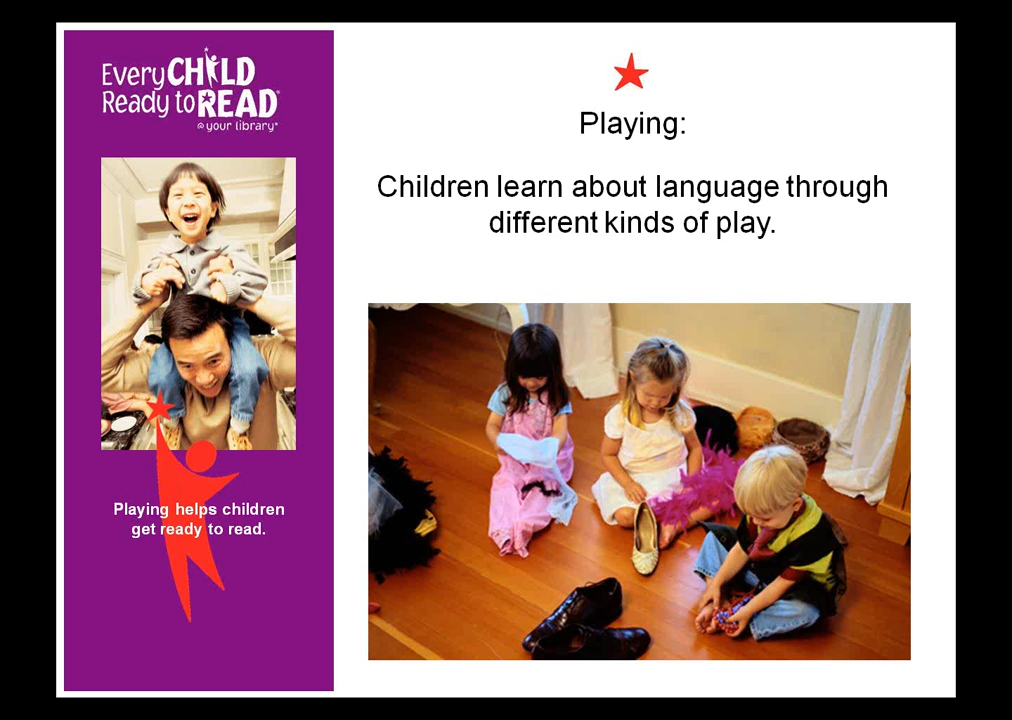 Every CHILD
Ready to READ®
@ your library®
Playing helps children
get ready to read.
Playing:
Children learn about language through
different kinds of play.